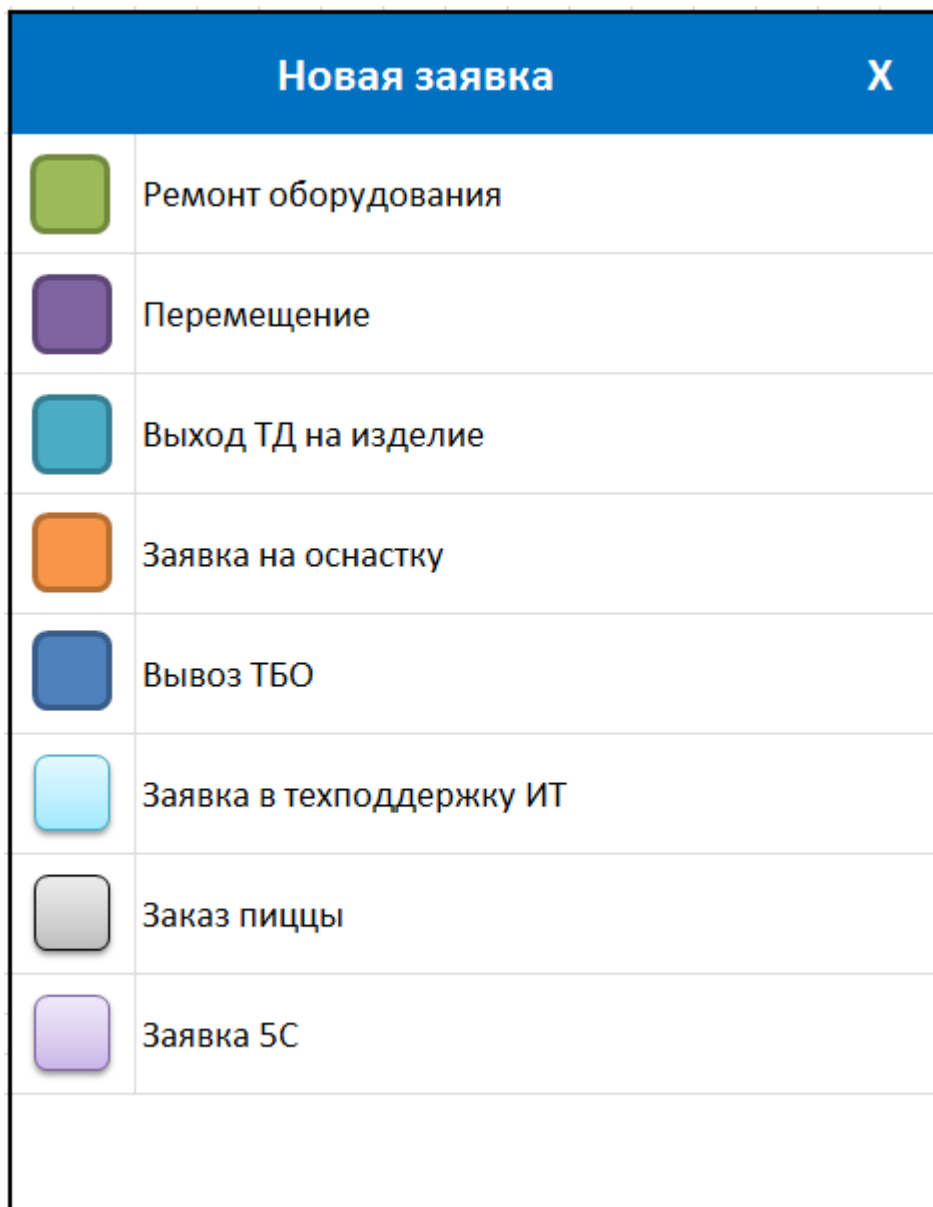 Новая заявка X
Ремонт оборудования
Перемещение
Выход ТД на изделие
Заявка на оснастку
Вывоз ТБО
Заявка в техподдержку ИТ
Заказ пиццы
Заявка 5С